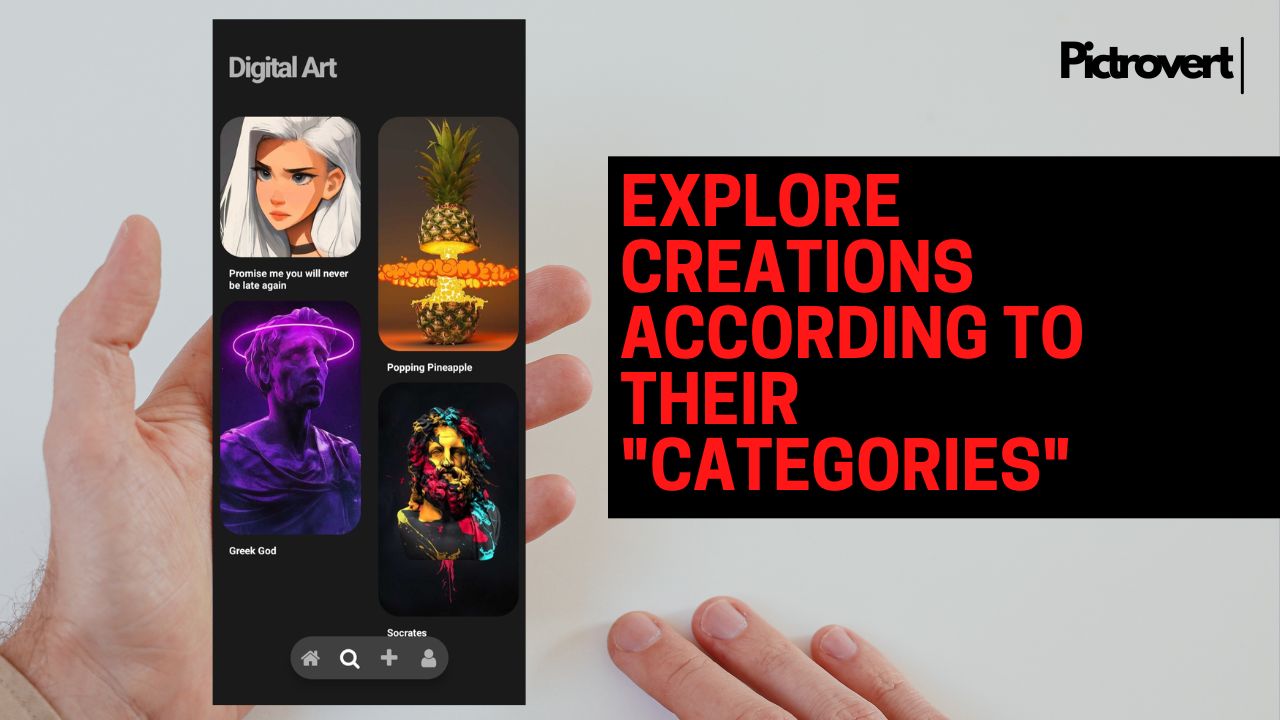 Digital Art
Promise me you will never
be late again
Popping Pineapple
Greek God
Socrates
Pictrovert
EXPLORE
CREATIONS
ACCORDING TO
THEIR
"CATEGORIES"